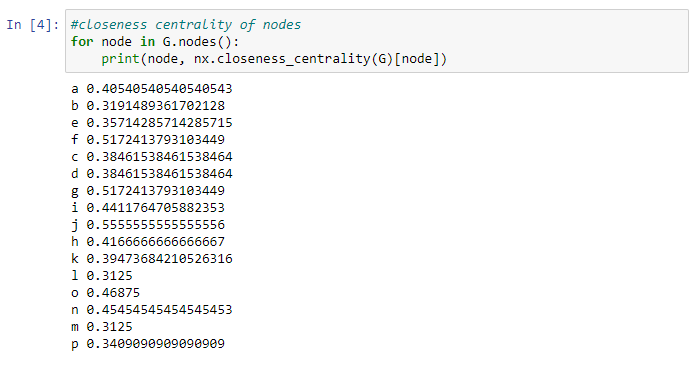 In [4]: #closeness centrality of nodes
for node in G.nodes():
    print(node, nx.closeness_centrality(G)[node])
a 0.40540540540540543
b 0.3191489361702128
e 0.35714285714285715
f 0.5172413793103449
c 0.38461538461538464
d 0.38461538461538464
g 0.5172413793103449
i 0.4411764705882353
j 0.5555555555555556
h 0.4166666666666667
k 0.39473684210526316
l 0.3125
o 0.46875
n 0.45454545454545453
m 0.3125
p 0.3409090909090909